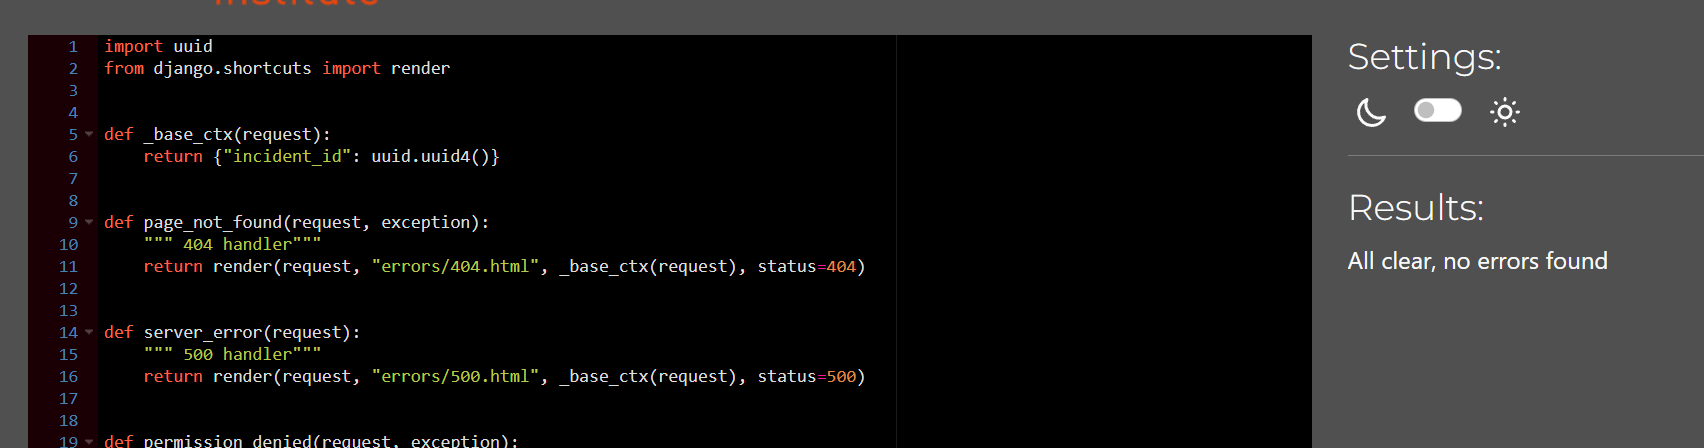 Institute
1 import uuid
2 from django.shortcuts import render
3
4
5 def _base_ctx(request):
6     return {"incident_id": uuid.uuid4()}
7
8
9 def page_not_found(request, exception):
10     """ 404 handler"""
11     return render(request, "errors/404.html", _base_ctx(request), status=404)
12
13
14 def server_error(request):
15     """ 500 handler"""
16     return render(request, "errors/500.html", _base_ctx(request), status=500)
17
18
19 def permission_denied(request, exception):
Settings:
Results:
All clear, no errors found